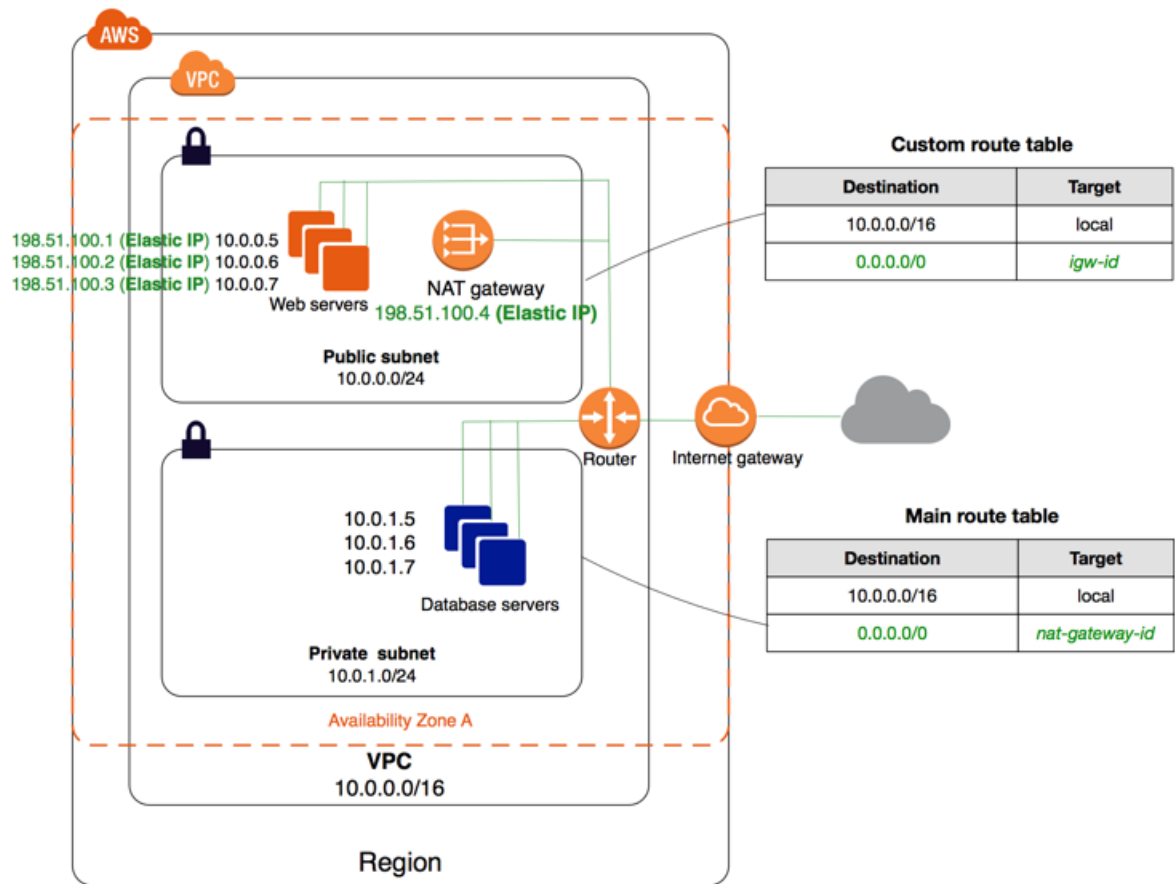 AWS
VPC
198.51.100.1 (Elastic IP) 10.0.0.5
198.51.100.2 (Elastic IP) 10.0.0.6
198.51.100.3 (Elastic IP) 10.0.0.7
Web servers
NAT gateway
198.51.100.4 (Elastic IP)
Public subnet
10.0.0.0/24
Custom route table
Destination Target
10.0.0.0/16 local
0.0.0.0/0 igw-id
Router
Internet gateway
10.0.1.5
10.0.1.6
10.0.1.7
Database servers
Private subnet
10.0.1.0/24
Main route table
Destination Target
10.0.0.0/16 local
0.0.0.0/0 nat-gateway-id
Availability Zone A
VPC
10.0.0.0/16
Region